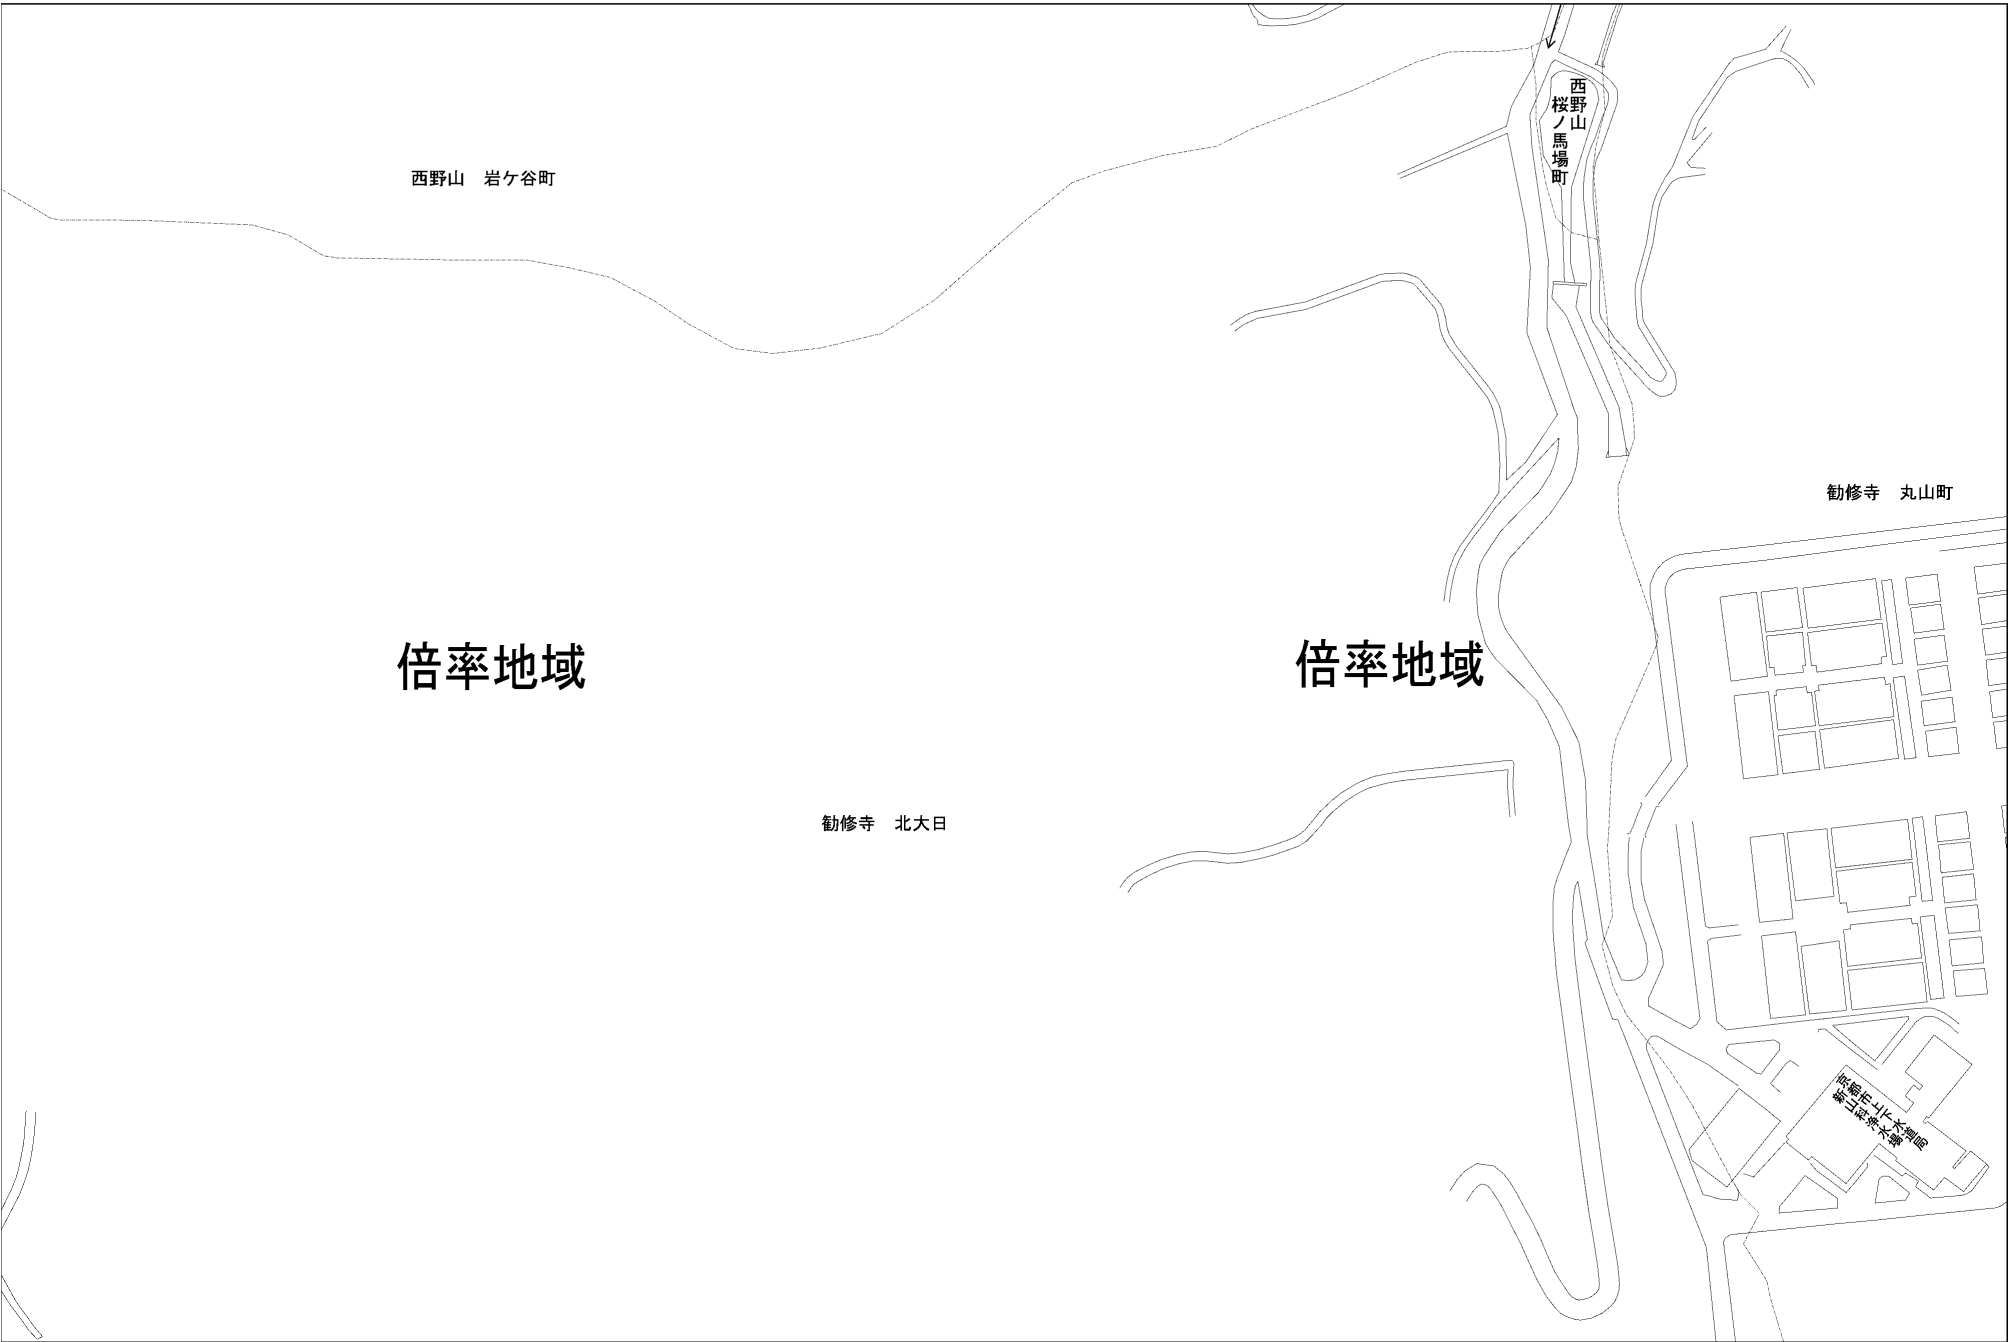 西野山
桜ノ馬場町
西野山　岩ケ谷町
勧修寺　丸山町
倍率地域
倍率地域
勧修寺　北大日
京都市上下水道局
新山科浄水場